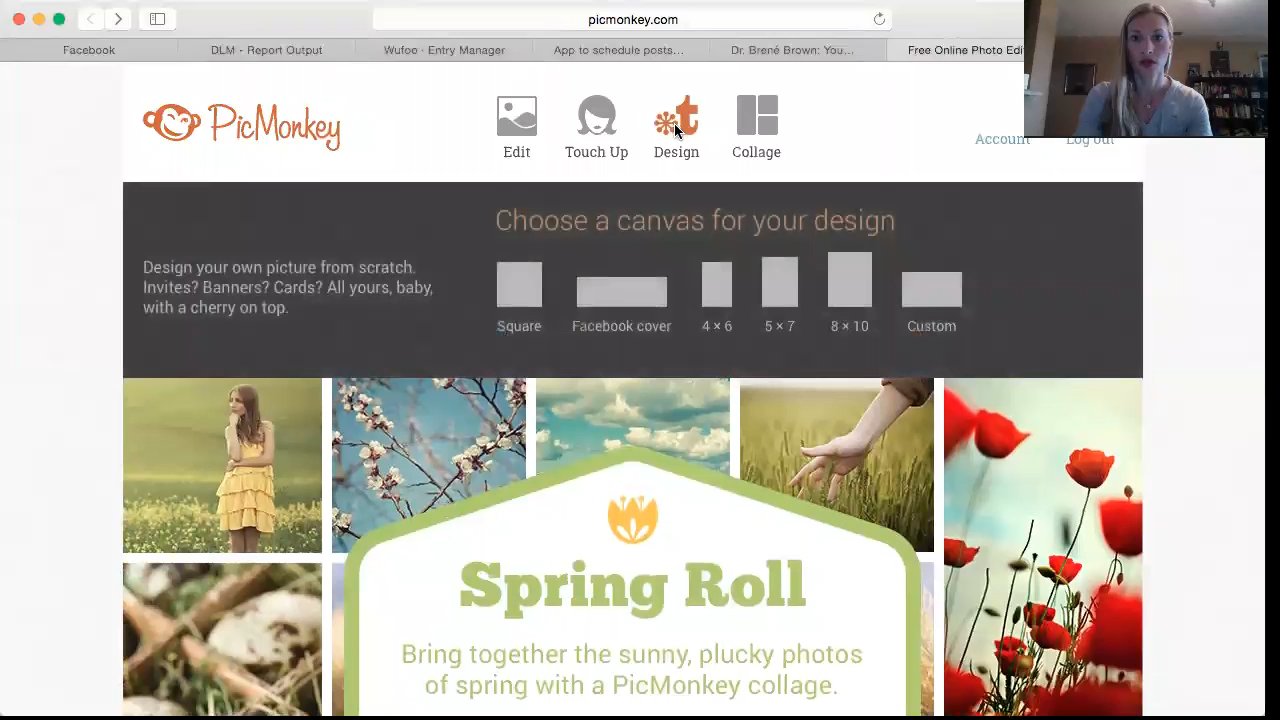 picmonkey.com
Facebook
DLM - Report Output
Wufoo · Entry Manager
App to schedule posts...
Dr. Brené Brown: You...
Free Online Photo Edi
PicMonkey
Edit
Touch Up
Design
Collage
Account
Log out
Choose a canvas for your design
Design your own picture from scratch.
Invites? Banners? Cards? All yours, baby,
with a cherry on top.
Square
Facebook cover
4 × 6
5 × 7
8 × 10
Custom
Spring Roll
Bring together the sunny, plucky photos
of spring with a PicMonkey collage.